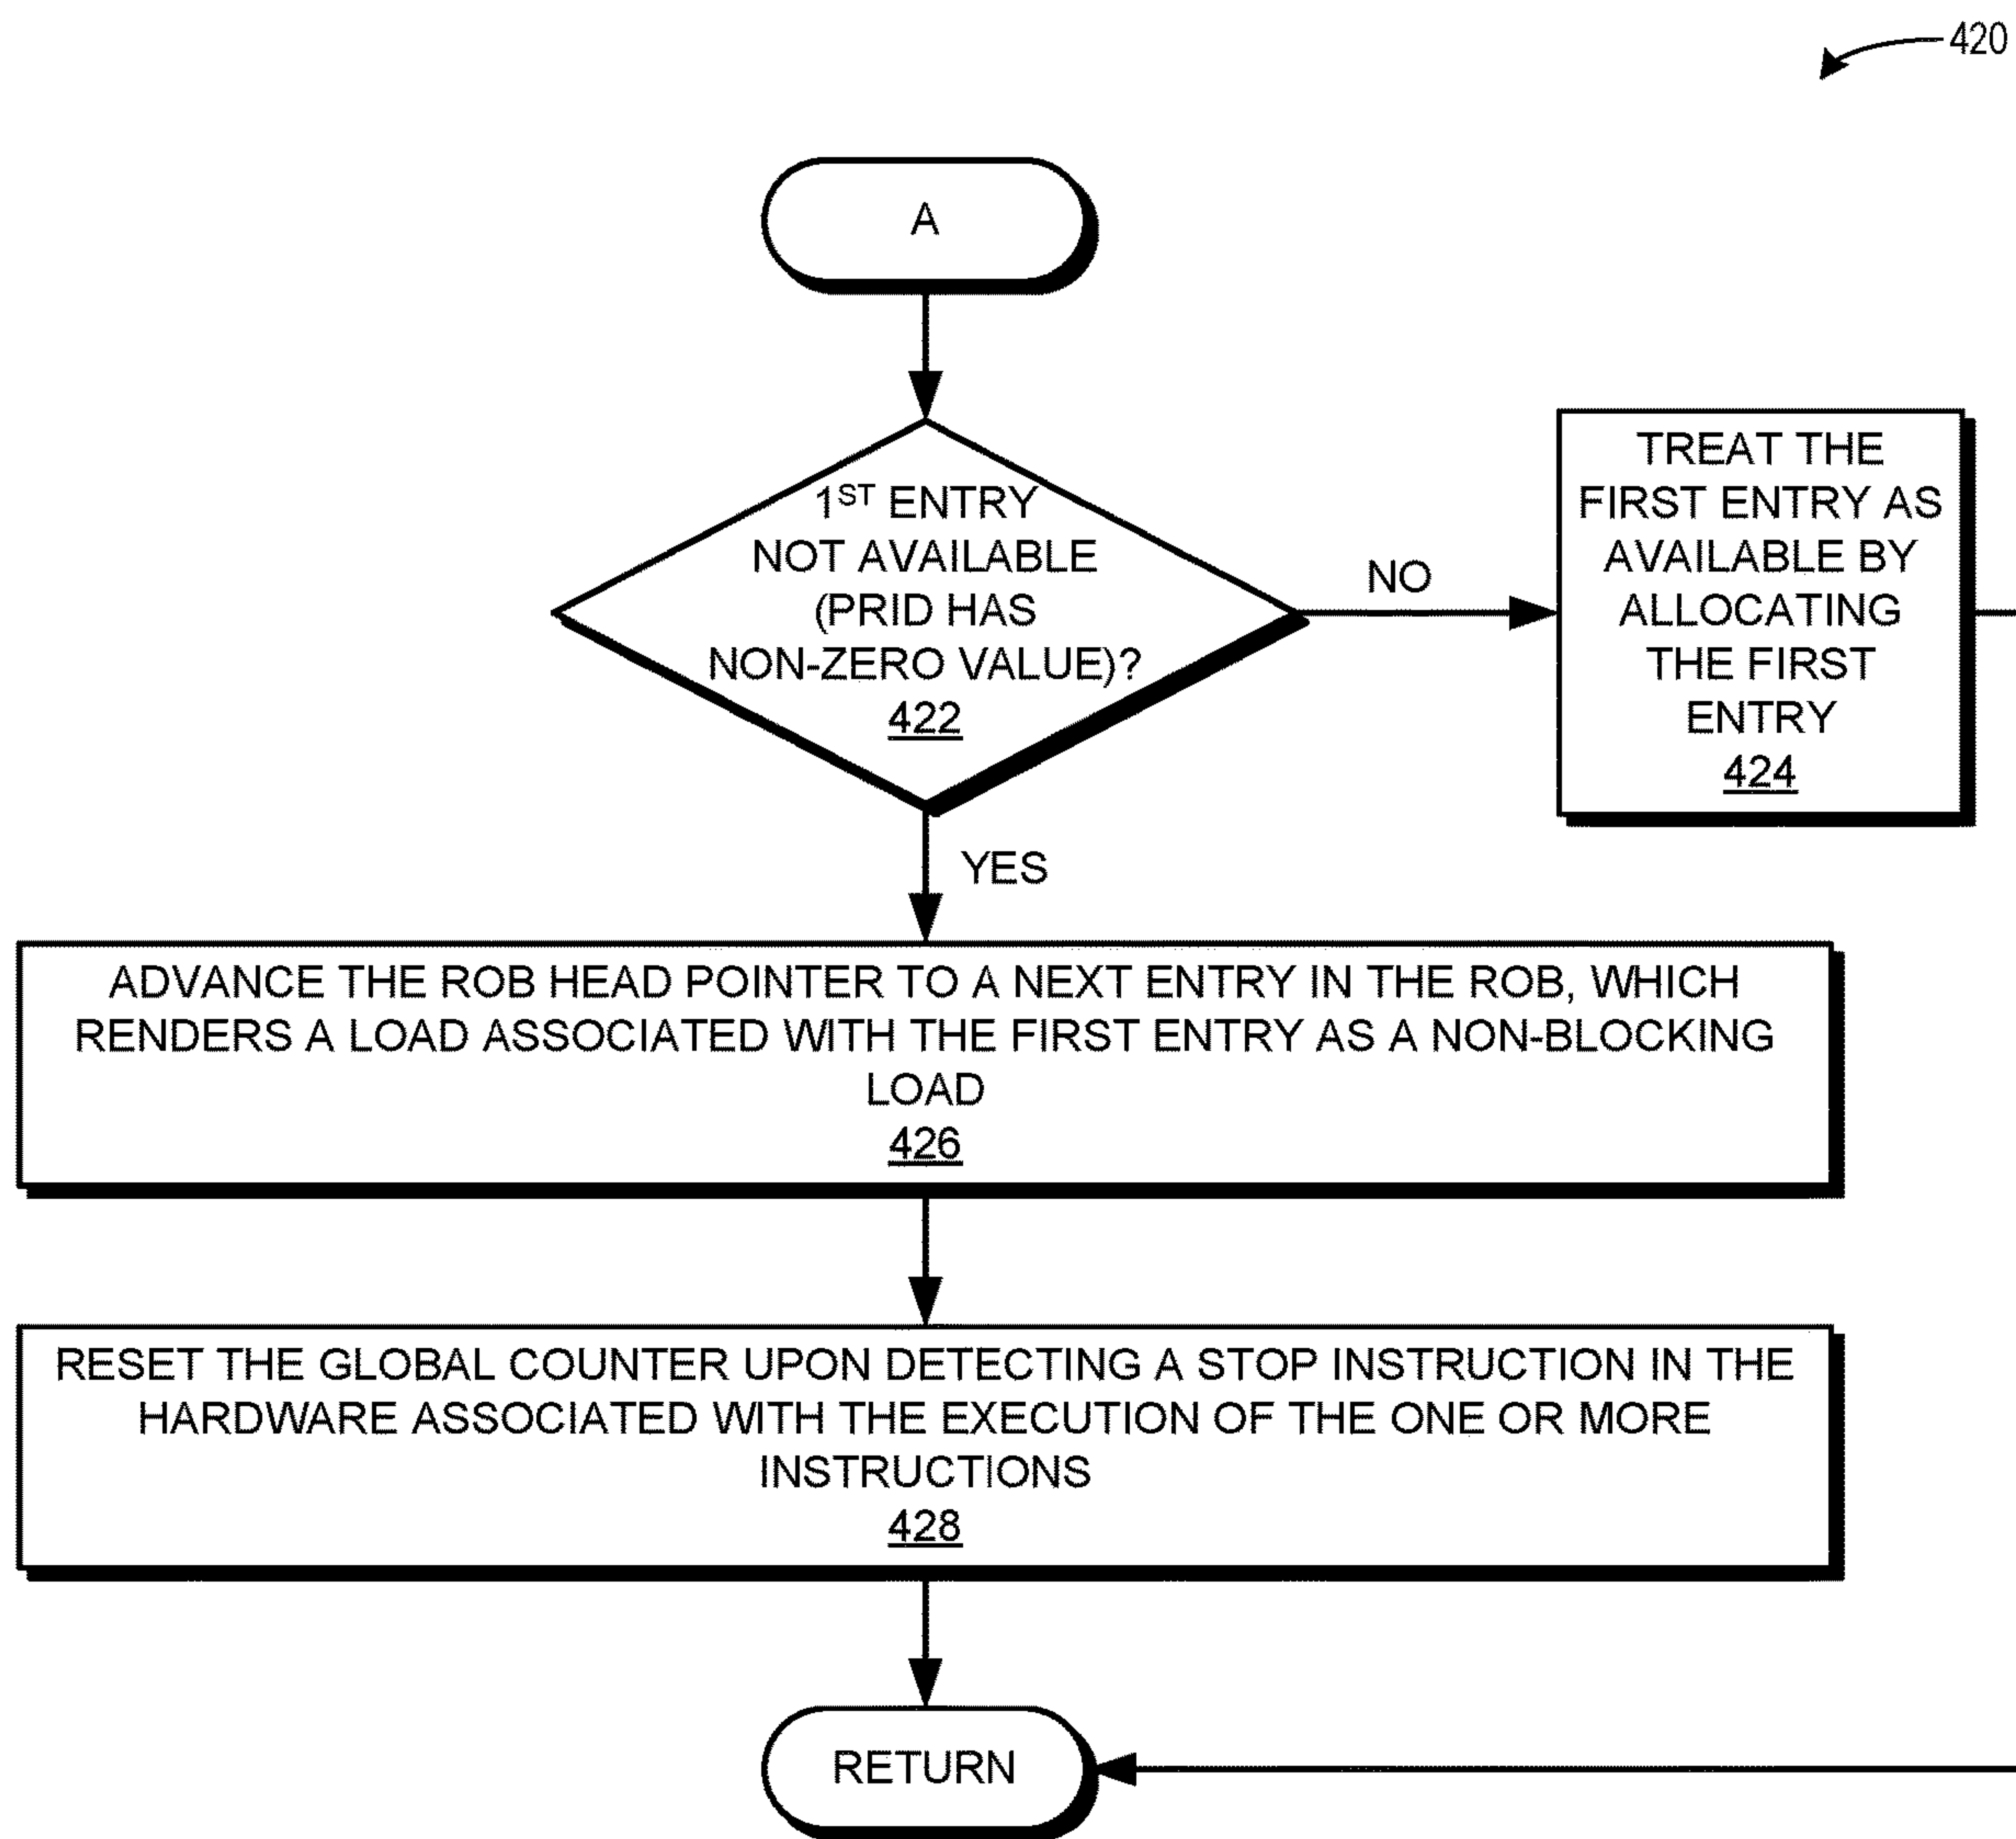 420
A
1ST ENTRY
NOT AVAILABLE
(PRID HAS
NON-ZERO VALUE)?
422
NO
TREAT THE
FIRST ENTRY AS
AVAILABLE BY
ALLOCATING
THE FIRST
ENTRY
424
YES
ADVANCE THE ROB HEAD POINTER TO A NEXT ENTRY IN THE ROB, WHICH
RENDERS A LOAD ASSOCIATED WITH THE FIRST ENTRY AS A NON-BLOCKING
LOAD
426
RESET THE GLOBAL COUNTER UPON DETECTING A STOP INSTRUCTION IN THE
HARDWARE ASSOCIATED WITH THE EXECUTION OF THE ONE OR MORE
INSTRUCTIONS
428
RETURN